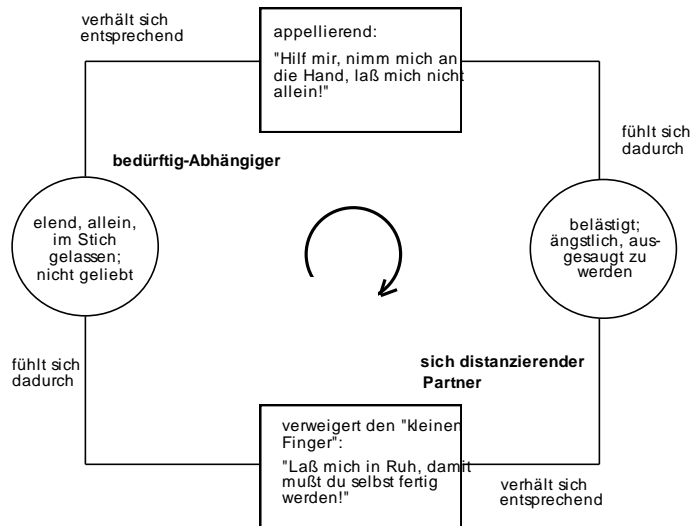 verhält sich
entsprechend
appellierend:
"Hilf mir, nimm mich an
die Hand, laß mich nicht
allein!"
fühlt sich
dadurch
bedürftig-Abhängiger
elend, allein,
im Stich
gelassen;
nicht geliebt
belästigt;
ängstlich, aus-
gesaugt zu
werden
fühlt sich
dadurch
sich distanzierender
Partner
verweigert den "kleinen
Finger":
"Laß mich in Ruh, damit
mußt du selbst fertig
werden!"
verhält sich
entsprechend